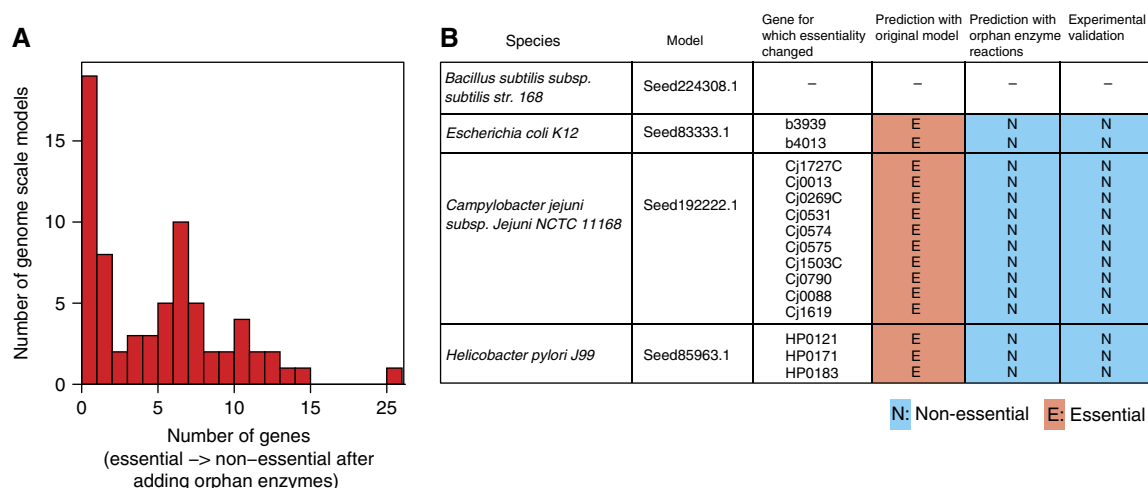 A
Number of genome scale models
15
10
5
0
0 5 10 15 25
Number of genes
(essential –> non–essential after
adding orphan enzymes)
B
Species
Model
Gene for
which essentiality
changed
Prediction with
original model
Prediction with
orphan enzyme
reactions
Experimental
validation
Bacillus subtilis subsp.
subtilis str. 168
Seed224308.1
– – – –
Escherichia coli K12
Seed83333.1
b3939 E N N
b4013 E N N
Campylobacter jejuni
subsp. Jejuni NCTC 11168
Seed192222.1
Cj1727C E N N
Cj0013 E N N
Cj0269C E N N
Cj0531 E N N
Cj0574 E N N
Cj0575 E N N
Cj1503C E N N
Cj0790 E N N
Cj0088 E N N
Cj1619 E N N
Helicobacter pylori J99
Seed85963.1
HP0121 E N N
HP0171 E N N
HP0183 E N N
N: Non-essential E: Essential